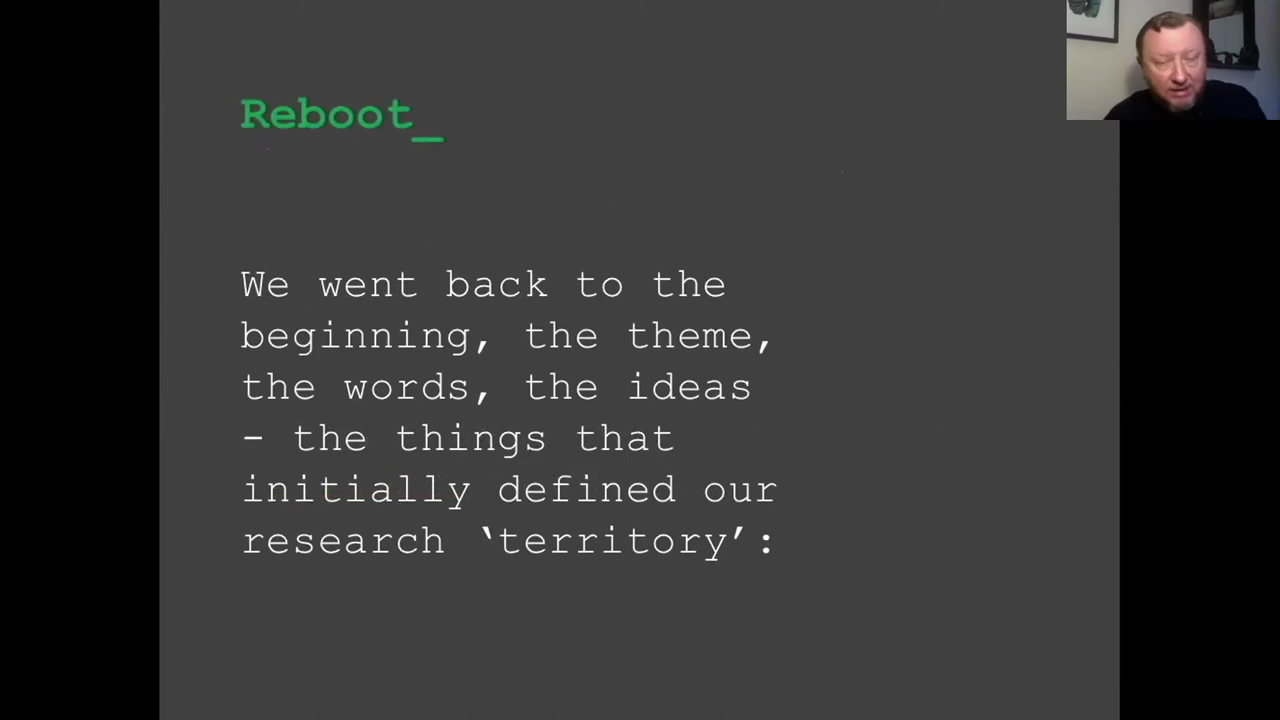 Reboot_
We went back to the
beginning, the theme,
the words, the ideas
- the things that
initially defined our
research ‘territory’: